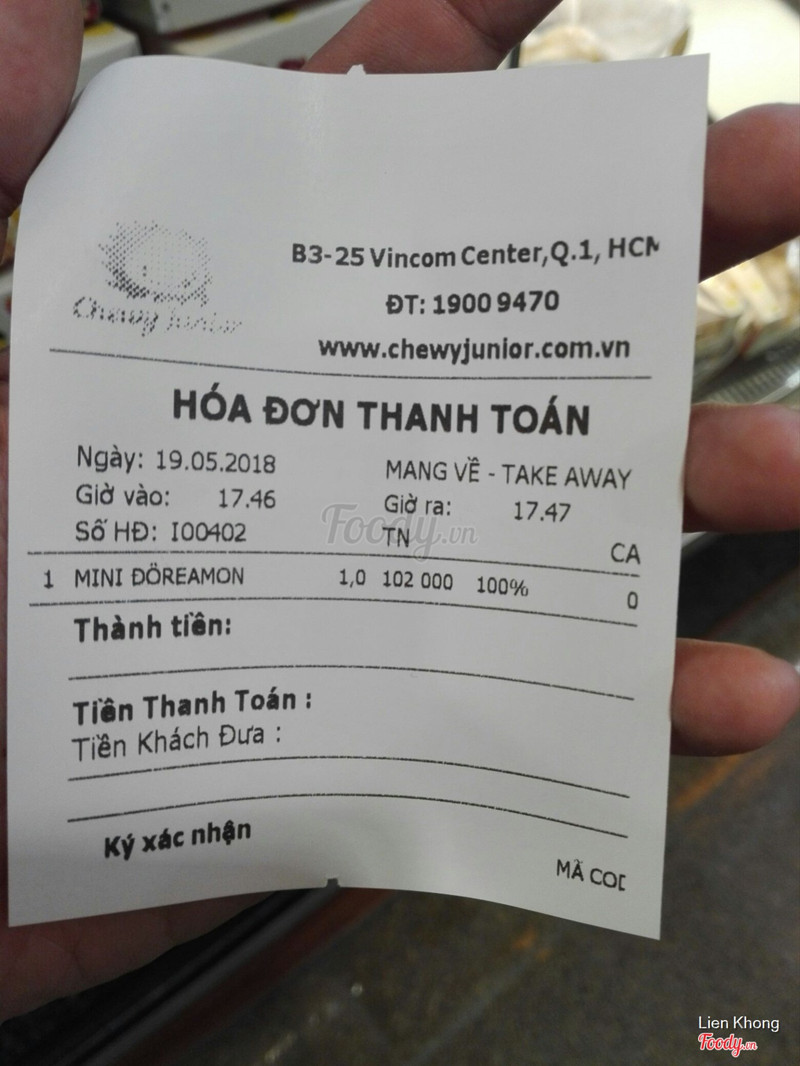 Chewy Junior
B3-25 Vincom Center,Q.1, HCM
ĐT: 1900 9470
www.chewyjunior.com.vn
HÓA ĐƠN THANH TOÁN
Ngày: 19.05.2018 MANG VỀ - TAKE AWAY
Giờ vào: 17.46 Giờ ra: 17.47
Số HĐ: I00402 TN CA
1 MINI ĐÖREAMON 1,0 102 000 100% 0
Thành tiền:
Tiền Thanh Toán :
Tiền Khách Đưa :
Ký xác nhận
MÃ COD
Foody.vn
Lien Khong
Foody.vn